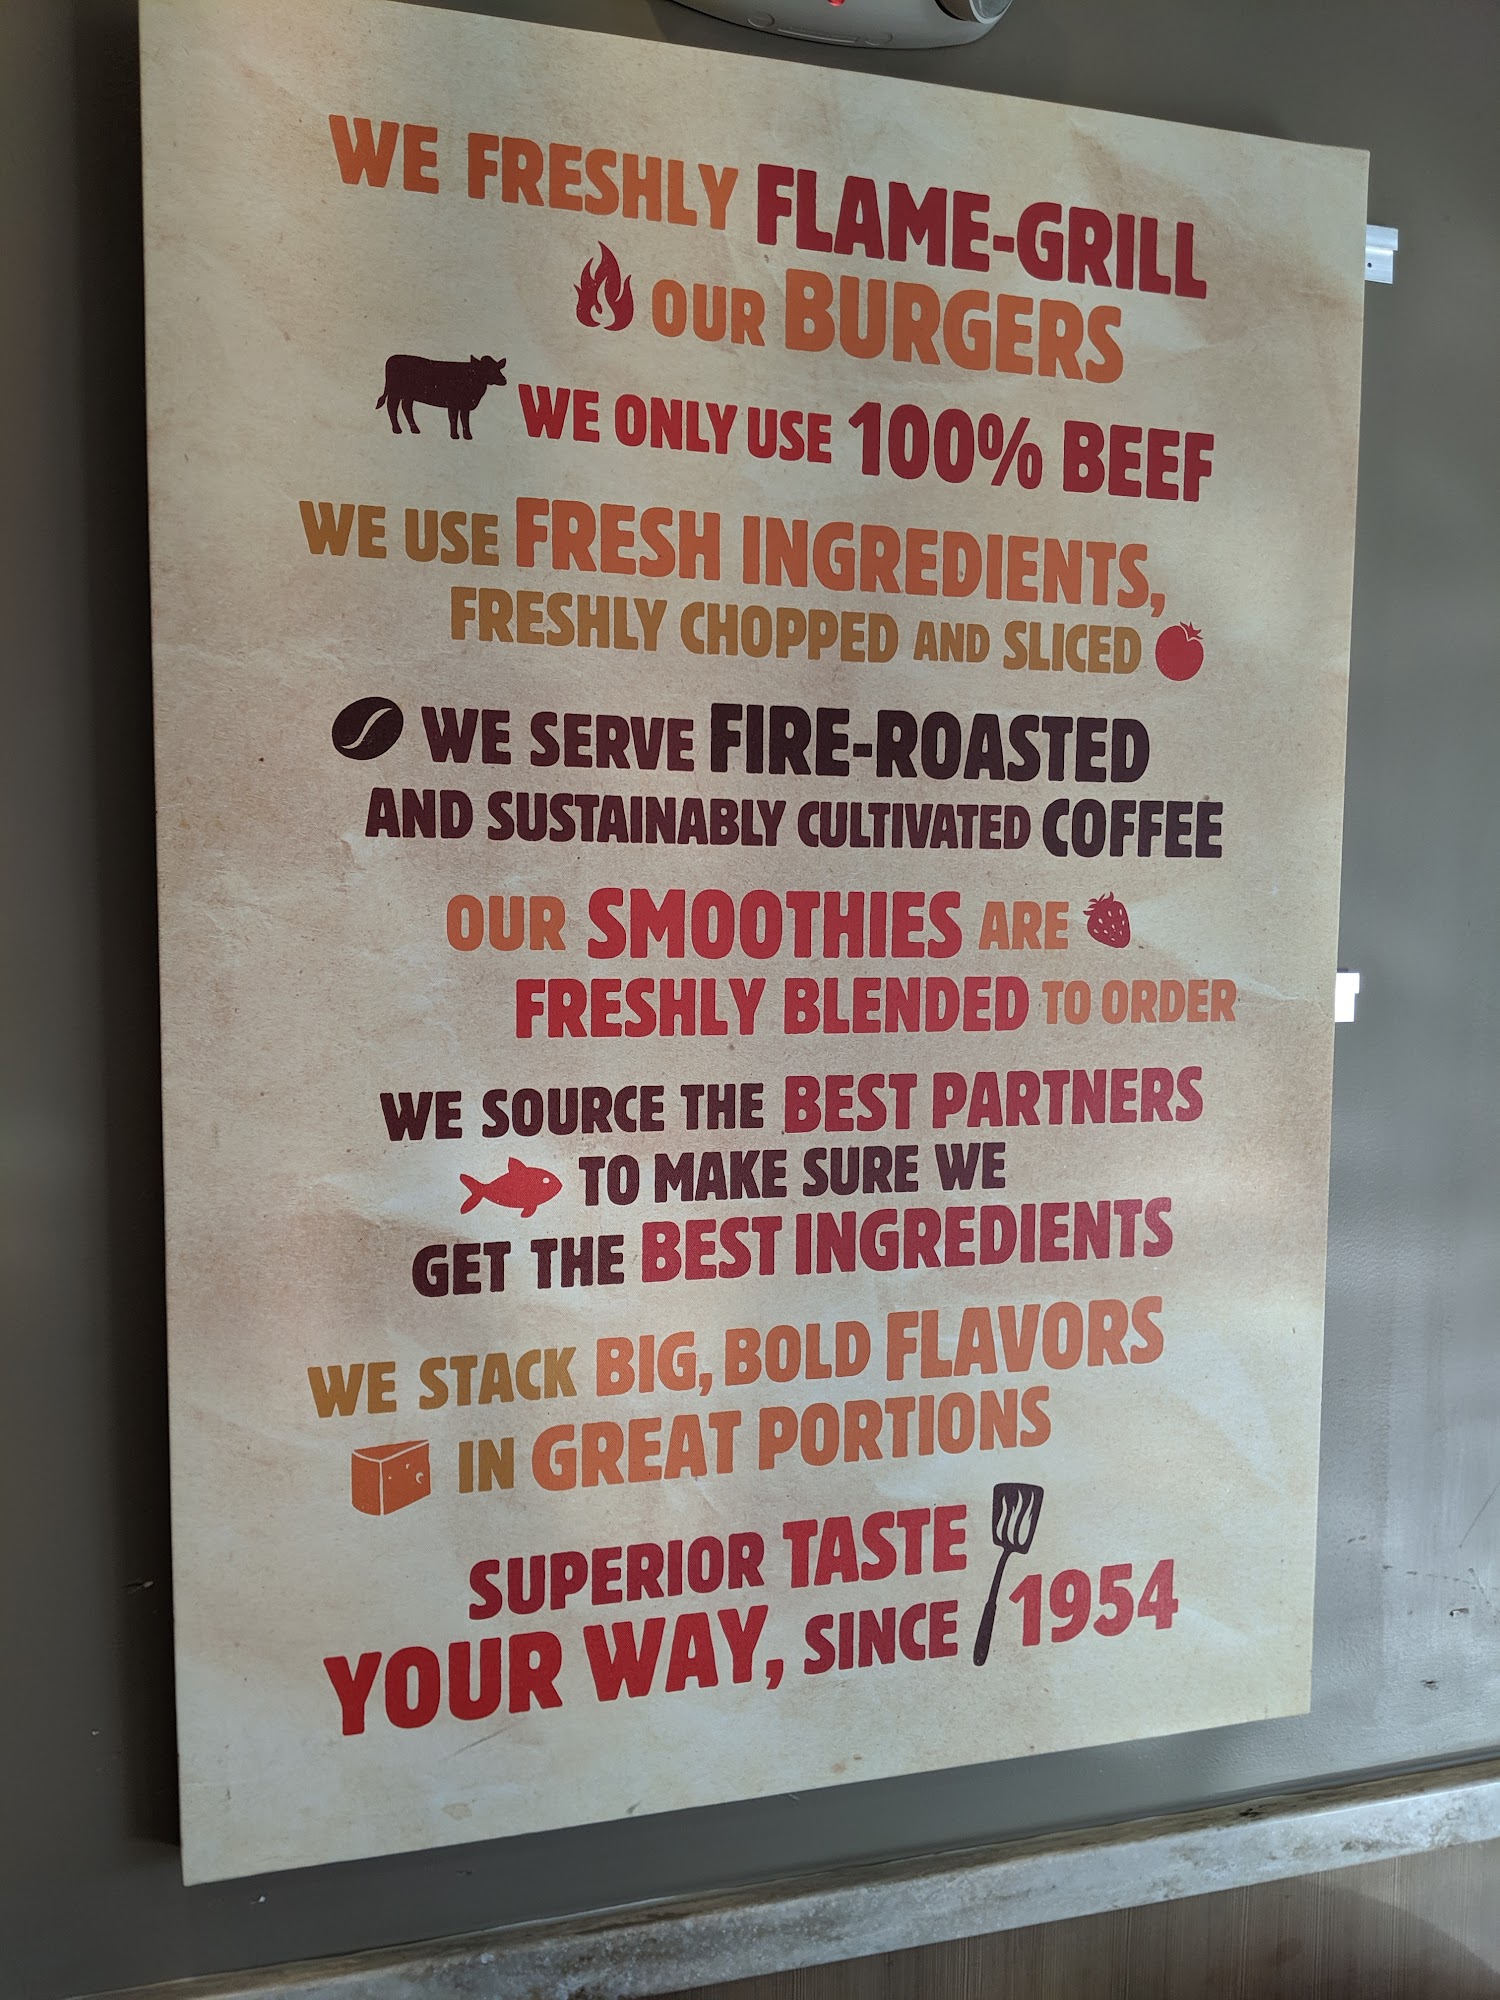 WE FRESHLY FLAME-GRILL
OUR BURGERS
WE ONLY USE 100% BEEF
WE USE FRESH INGREDIENTS,
FRESHLY CHOPPED AND SLICED
WE SERVE FIRE-ROASTED
AND SUSTAINABLY CULTIVATED COFFEE
OUR SMOOTHIES ARE
FRESHLY BLENDED TO ORDER
WE SOURCE THE BEST PARTNERS
TO MAKE SURE WE
GET THE BEST INGREDIENTS
WE STACK BIG, BOLD FLAVORS
IN GREAT PORTIONS
SUPERIOR TASTE
YOUR WAY, SINCE 1954